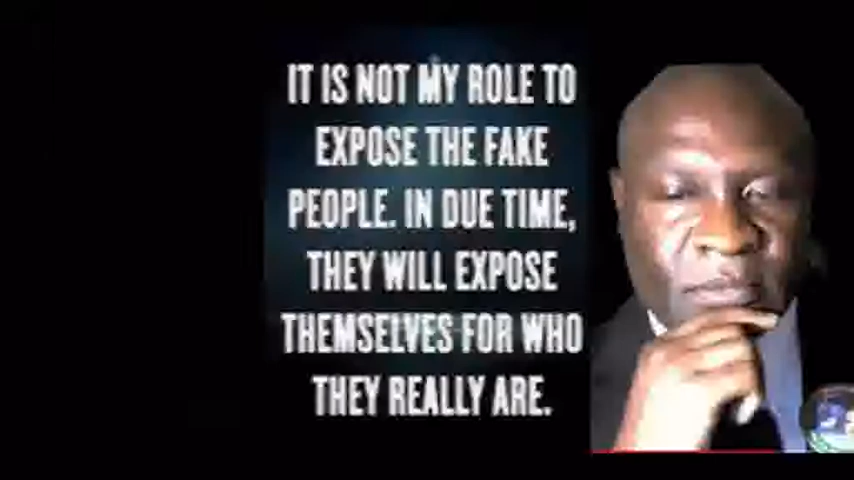 IT IS NOT MY ROLE TO
EXPOSE THE FAKE
PEOPLE. IN DUE TIME,
THEY WILL EXPOSE
THEMSELVES FOR WHO
THEY REALLY ARE.